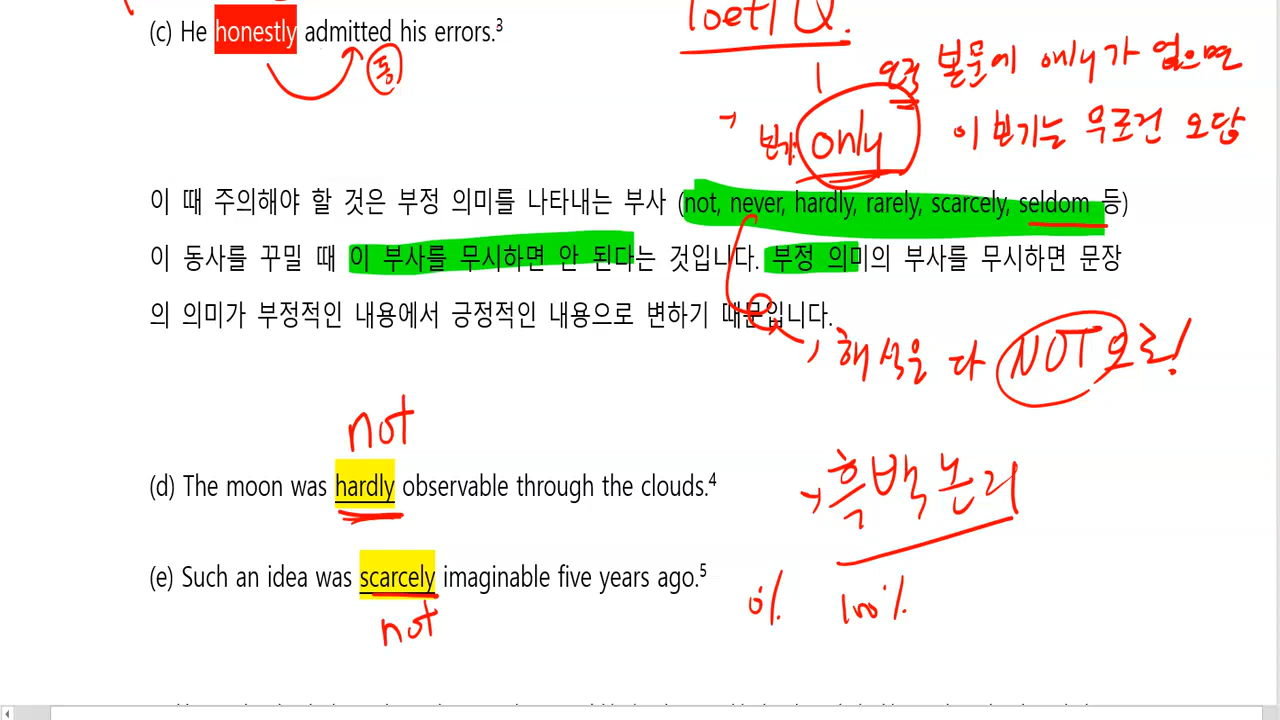 (c) He honestly admitted his errors.³
통
Toefl Q.
오직 본문에 only가 없으면
보기 only 이 보기는 무조건 오답
이 때 주의해야 할 것은 부정 의미를 나타내는 부사 (not, never, hardly, rarely, scarcely, seldom 등)
이 동사를 꾸밀 때 이 부사를 무시하면 안 된다는 것입니다. 부정 의미의 부사를 무시하면 문장
의 의미가 부정적인 내용에서 긍정적인 내용으로 변하기 때문입니다.
해석은 다 NOT으로!
not
(d) The moon was hardly observable through the clouds.⁴
흑백논리
(e) Such an idea was scarcely imaginable five years ago.⁵
0% 100%
not